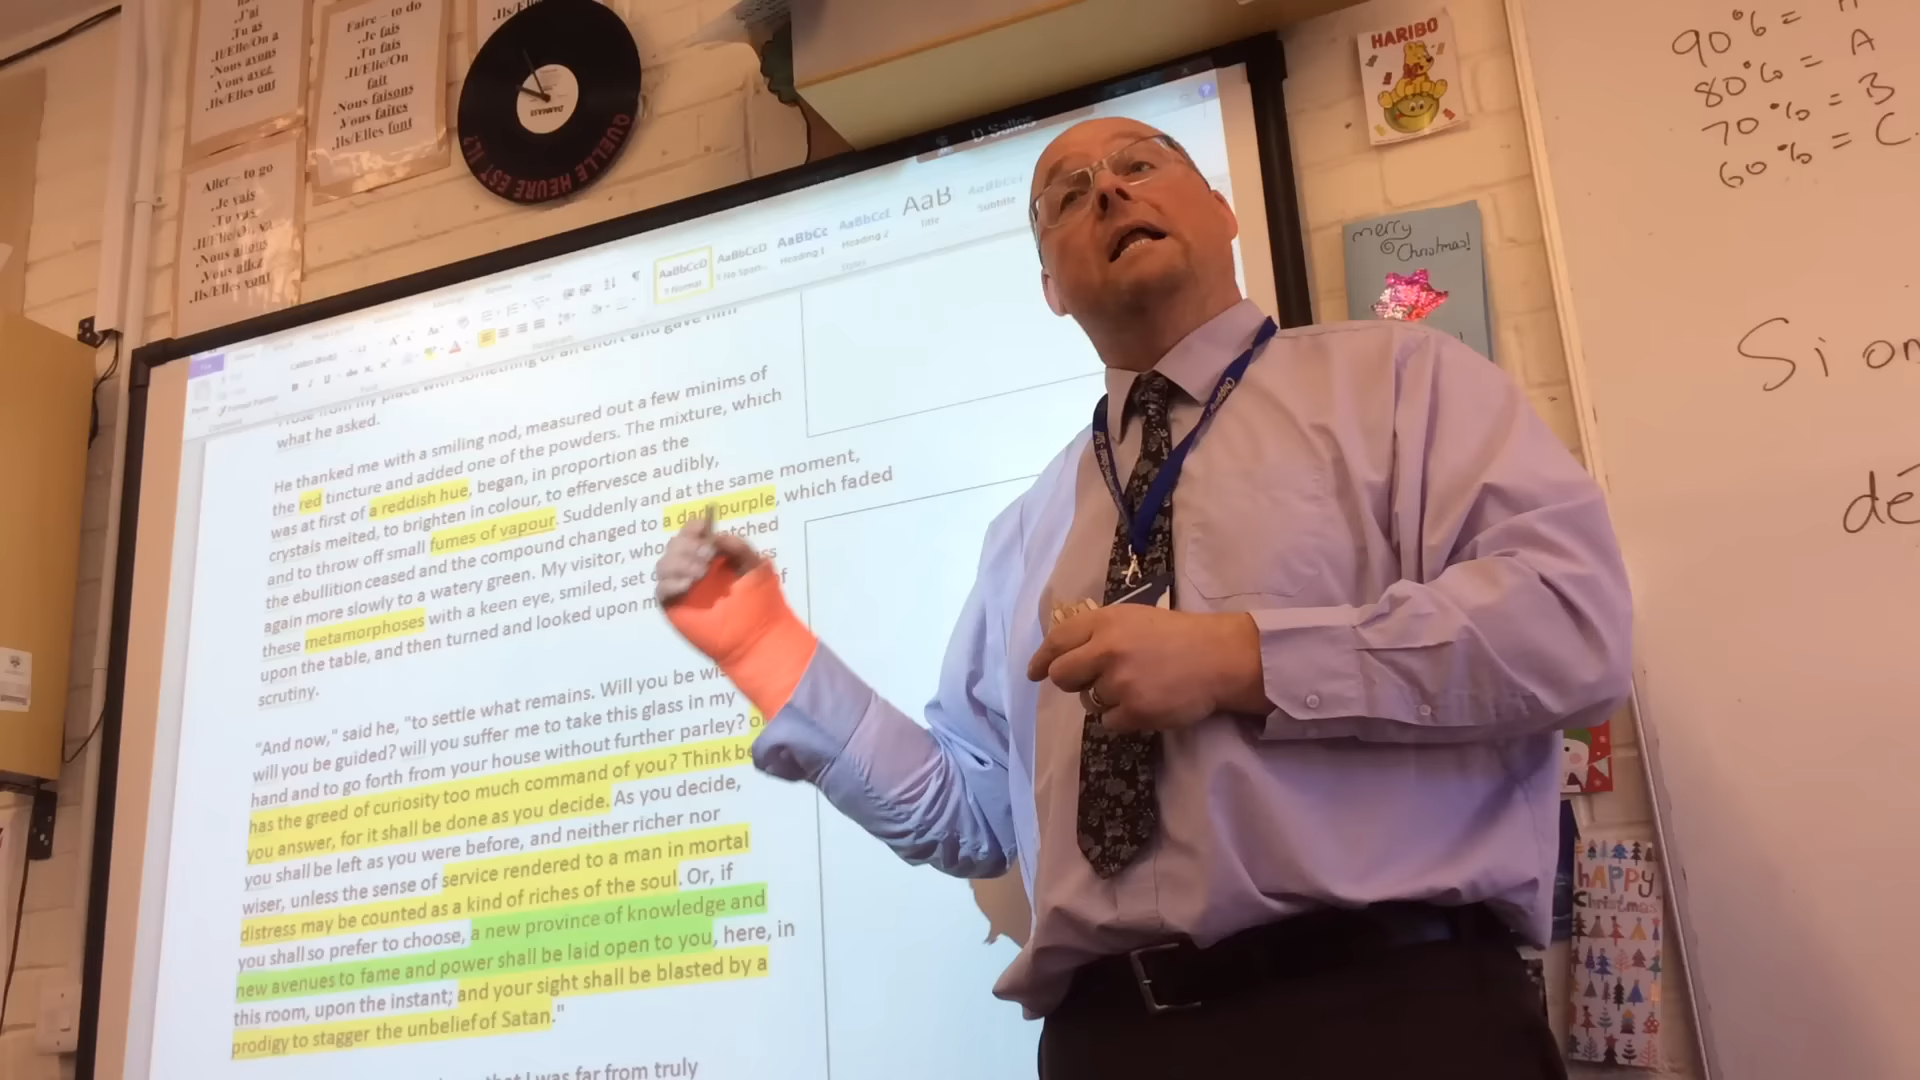 .J'ai
.Tu as
.Il/Elle/On a
.Nous avons
.Vous avez
.Ils/Elles ont
Faire – to do
.Je fais
.Tu fais
.Il/Elle/On
fait
.Nous faisons
.Vous faites
.Ils/Elles font
Aller – to go
.Je vais
.Tu vas
.Nous allons
.Vous allez
.Ils/Elles vont
QUELLE HEURE EST IL?
HARIBO
90% =
80% = A
70% = B
60% = C
merry
Christmas!
Si on
dé
HAPPY
Christmas
D Salles
AaBbCcD
Normal
AaBbCcD
No Span...
AaBbCc
Heading 1
AaBbCcL
Heading 2
AaB
Title
AaBbCcI
Subtitle
Styles
Format Painter
what he asked.
He thanked me with a smiling nod, measured out a few minims of
the red tincture and added one of the powders. The mixture, which
was at first of a reddish hue, began, in proportion as the
crystals melted, to brighten in colour, to effervesce audibly,
and to throw off small fumes of vapour. Suddenly and at the same moment,
the ebullition ceased and the compound changed to a dark purple, which faded
again more slowly to a watery green. My visitor, who
these metamorphoses with a keen eye, smiled, set
upon the table, and then turned and looked upon
scrutiny.
"And now," said he, "to settle what remains. Will you be
will you be guided? will you suffer me to take this glass in my
hand and to go forth from your house without further parley?
has the greed of curiosity too much command of you? Think
you answer, for it shall be done as you decide. As you decide,
you shall be left as you were before, and neither richer nor
wiser, unless the sense of service rendered to a man in mortal
distress may be counted as a kind of riches of the soul. Or, if
you shall so prefer to choose, a new province of knowledge and
new avenues to fame and power shall be laid open to you, here, in
this room, upon the instant; and your sight shall be blasted by a
prodigy to stagger the unbelief of Satan."
I was far from truly